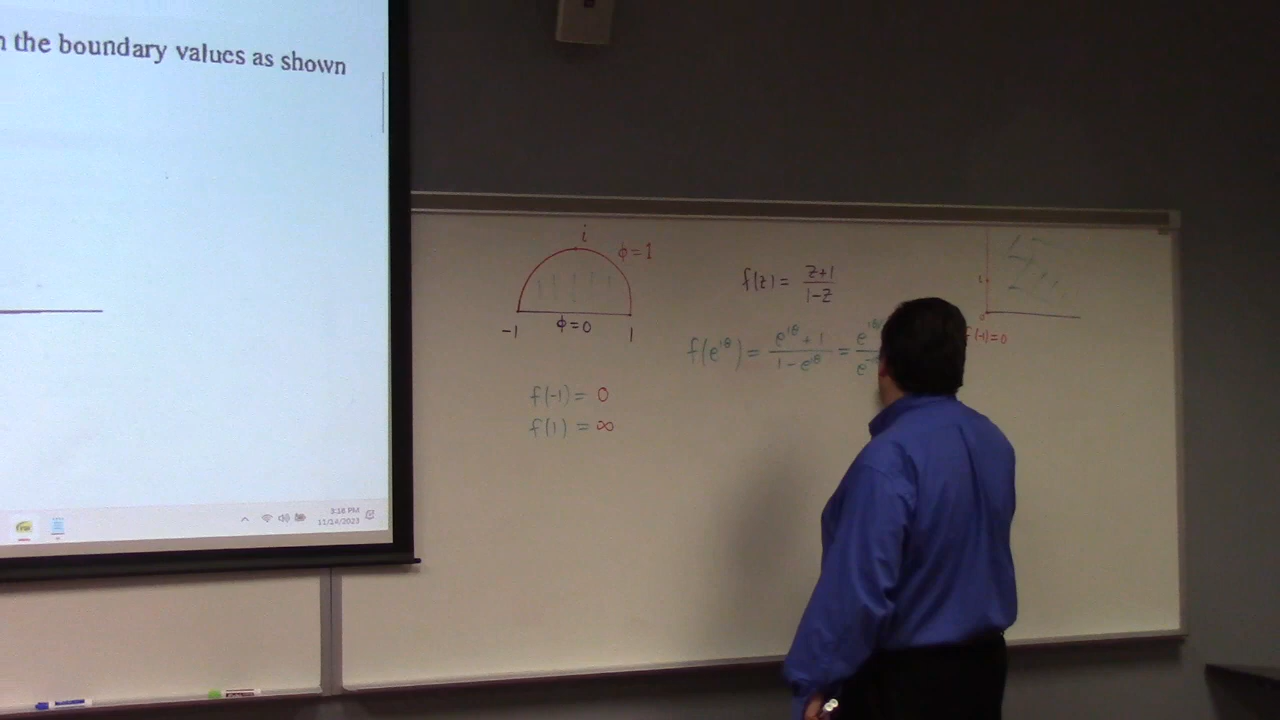 the boundary values as shown
3:16 PM
11/14/2023
i
ϕ=1
-1
ϕ=0
1
f(z) = z+1 / 1-z
f(e^iθ) = e^iθ + 1 / 1 - e^iθ =
f(-1) = 0
f(1) = ∞
0
f(-1)=0